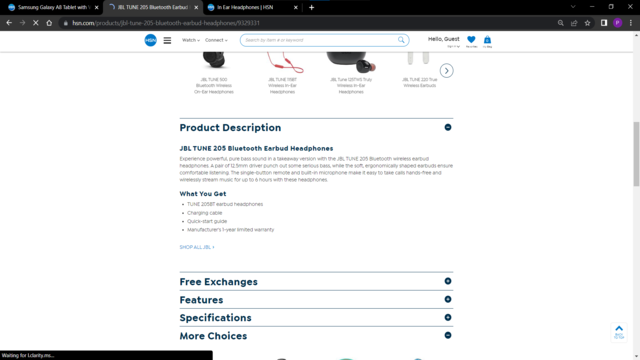 Samsung Galaxy A8 Tablet with W
JBL TUNE 205 Bluetooth Earbud H
In Ear Headphones | HSN
hsn.com/products/jbl-tune-205-bluetooth-earbud-headphones/9329331
P
HSN
Watch
Connect
Search by item # or keyword
Hello, Guest
JBL TUNE 500
Bluetooth Wireless
On-Ear Headphones
JBL TUNE 115BT
Wireless In-Ear
Headphones
JBL Tune 125TWS Truly
Wireless In-Ear
Headphones
JBL TUNE 220 True
Wireless Earbuds
Product Description
JBL TUNE 205 Bluetooth Earbud Headphones
Experience powerful, pure bass sound in a takeaway version with the JBL TUNE 205 Bluetooth wireless earbud
headphones. A pair of 12.5mm driver punch out some serious bass, while the soft, ergonomically shaped earbuds ensure
comfortable listening. The single-button remote and built-in microphone make it easy to take calls hands-free and
wirelessly stream music for up to 6 hours with these headphones.
What You Get
• TUNE 205BT earbud headphones
• Charging cable
• Quick-start guide
• Manufacturer's 1-year limited warranty
SHOP ALL JBL >
Free Exchanges
Features
Specifications
More Choices
BACK
TO TOP
Waiting for l.clarity.ms...